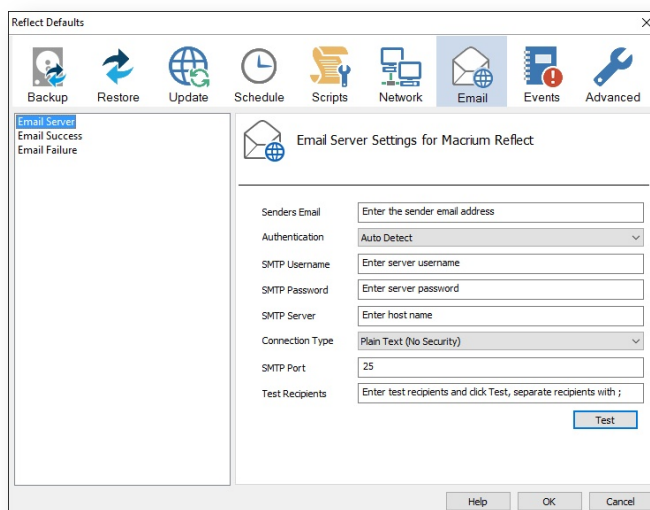 Reflect Defaults
Backup Restore Update Schedule Scripts Network Email Events Advanced
Email Server
Email Success
Email Failure
Email Server Settings for Macrium Reflect
Senders Email Enter the sender email address
Authentication Auto Detect
SMTP Username Enter server username
SMTP Password Enter server password
SMTP Server Enter host name
Connection Type Plain Text (No Security)
SMTP Port 25
Test Recipients Enter test recipients and click Test, separate recipients with ;
Test
Help OK Cancel